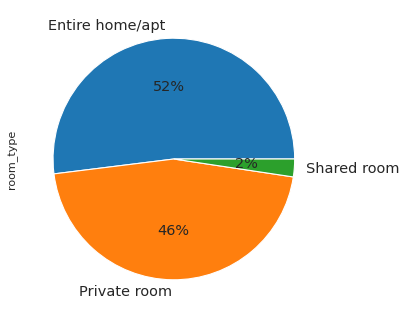 Entire home/apt
52%
room_type
2%
Shared room
46%
Private room